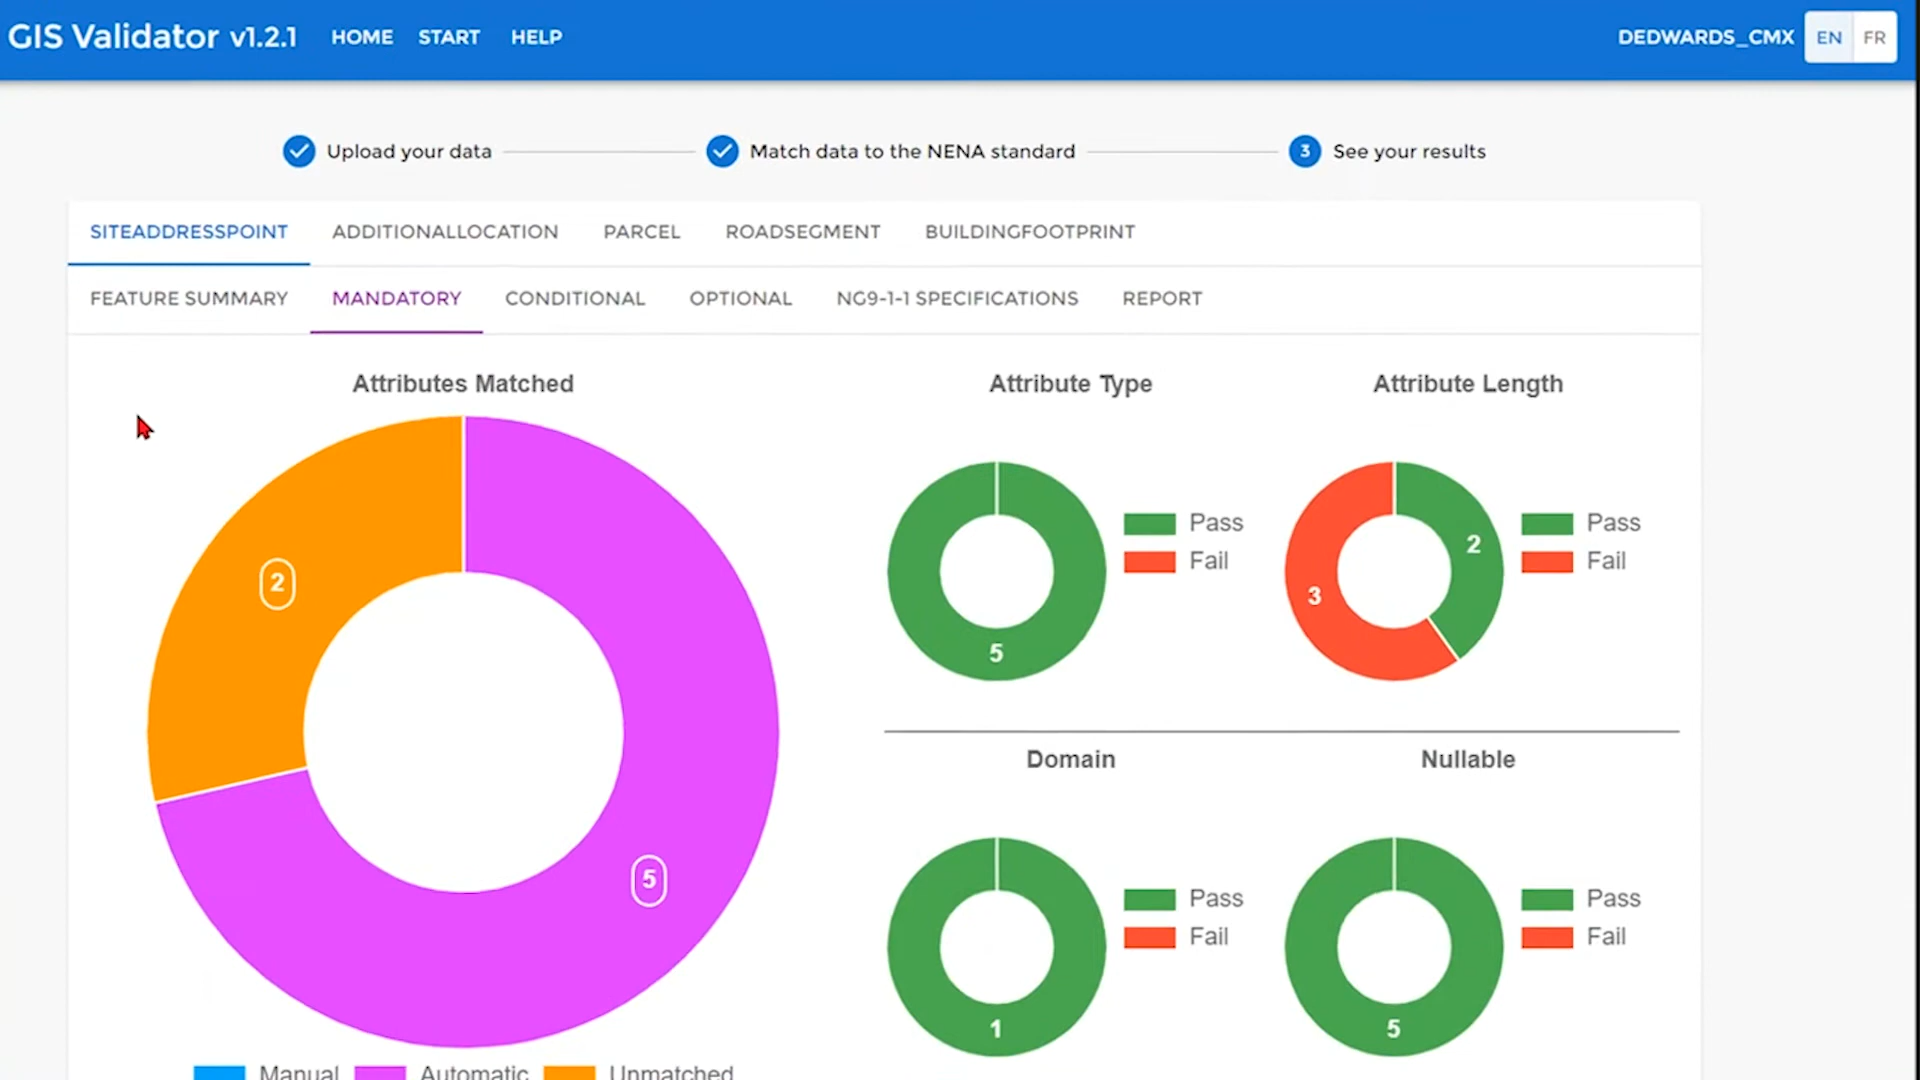 GIS Validator v1.2.1 HOME START HELP DEDWARDS_CMX EN FR
Upload your data Match data to the NENA standard 3 See your results
SITEADDRESSPOINT ADDITIONALLOCATION PARCEL ROADSEGMENT BUILDINGFOOTPRINT
FEATURE SUMMARY MANDATORY CONDITIONAL OPTIONAL NG9-1-1 SPECIFICATIONS REPORT
Attributes Matched
2
5
Manual Automatic Unmatched
Attribute Type
Pass
Fail
5
Attribute Length
Pass
Fail
2
3
Domain
Pass
Fail
1
Nullable
Pass
Fail
5